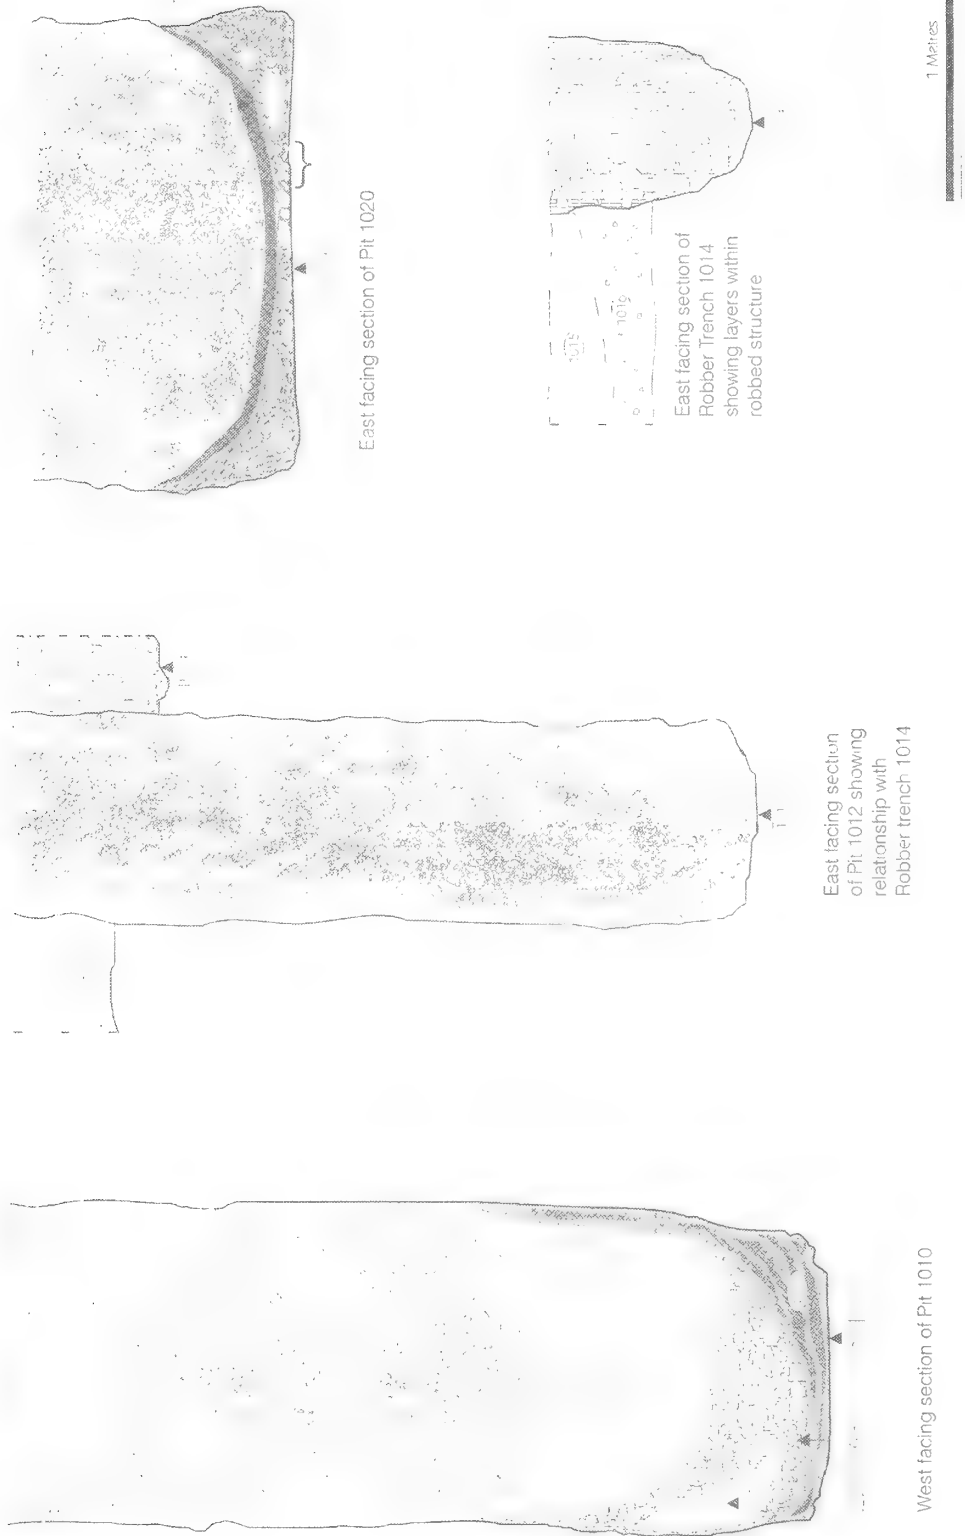 West facing section of Pit 1010
East facing section
of Pit 1012 showing
relationship with
Robber trench 1014
East facing section of Pit 1020
East facing section of
Robber Trench 1014
showing layers within
robbed structure
1019
1 Metres